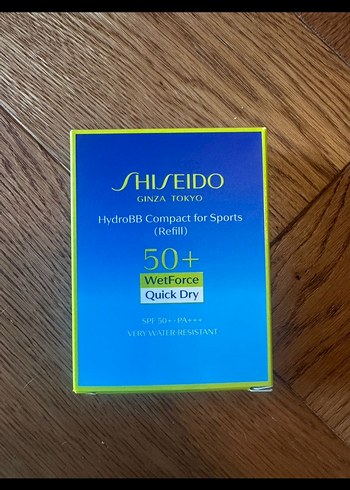 SHISEIDO
GINZA TOKYO
HydroBB Compact for Sports
(Refill)
50+
WetForce
Quick Dry
SPF 50+·PA+++
VERY WATER-RESISTANT